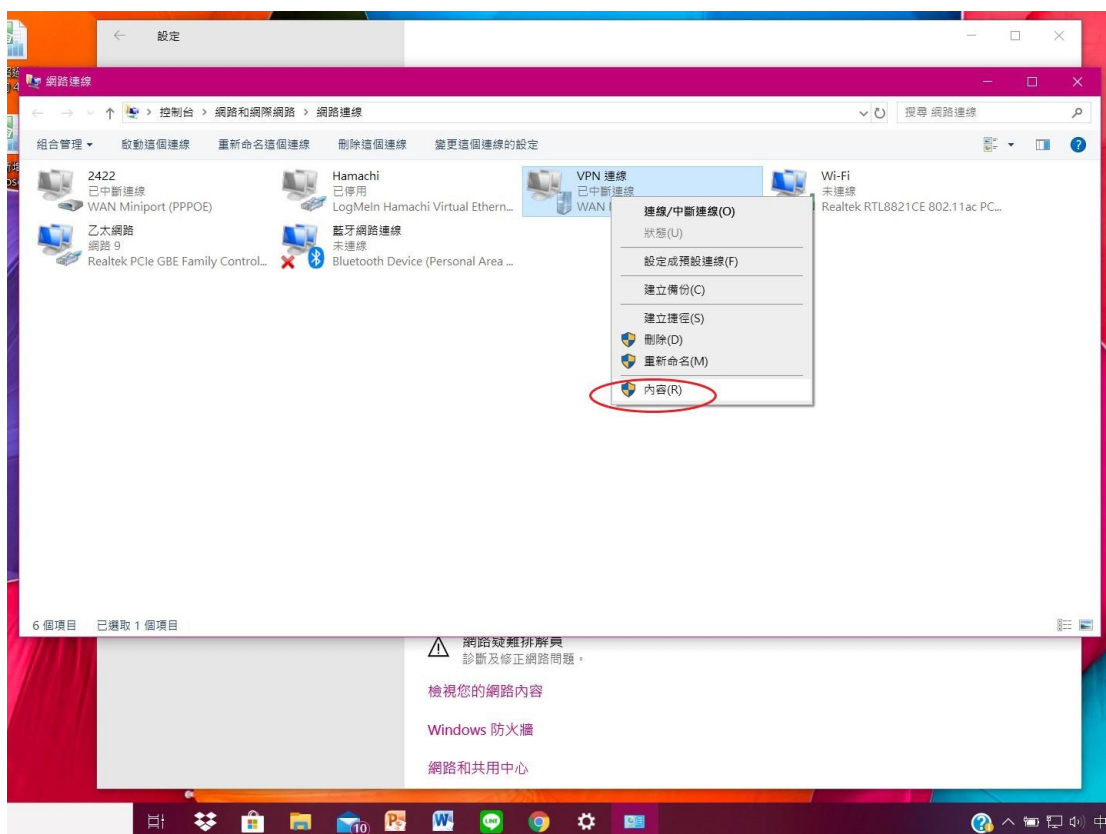 設定
網路連線
控制台 › 網路和網際網路 › 網路連線
搜尋 網路連線
組合管理 啟動這個連線 重新命名這個連線 刪除這個連線 變更這個連線的設定
2422
已中斷連線
WAN Miniport (PPPOE)
Hamachi
已停用
LogMeIn Hamachi Virtual Ethern...
VPN 連線
已中斷連線
WAN
Wi-Fi
未連線
Realtek RTL8821CE 802.11ac PC...
乙太網路
網路 9
Realtek PCIe GBE Family Control...
藍牙網路連線
未連線
Bluetooth Device (Personal Area ...
連線/中斷連線(O)
狀態(U)
設定成預設連線(F)
建立備份(C)
建立捷徑(S)
刪除(D)
重新命名(M)
內容(R)
6 個項目 已選取 1 個項目
網路疑難排解員
診斷及修正網路問題。
檢視您的網路內容
Windows 防火牆
網路和共用中心
10
中